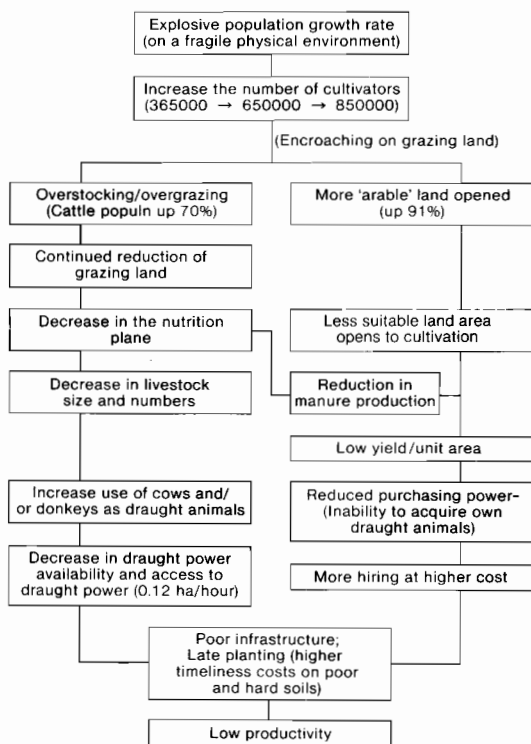 Explosive population growth rate
(on a fragile physical environment)
Increase the number of cultivators
(365000 → 650000 → 850000)
(Encroaching on grazing land)
Overstocking/overgrazing
(Cattle populn up 70%)
More 'arable' land opened
(up 91%)
Continued reduction of
grazing land
Decrease in the nutrition
plane
Less suitable land area
opens to cultivation
Decrease in livestock
size and numbers
Reduction in
manure production
Low yield/unit area
Increase use of cows and/
or donkeys as draught animals
Reduced purchasing power-
(Inability to acquire own
draught animals)
Decrease in draught power
availability and access to
draught power (0.12 ha/hour)
More hiring at higher cost
Poor infrastructure;
Late planting (higher
timeliness costs on poor
and hard soils)
Low productivity